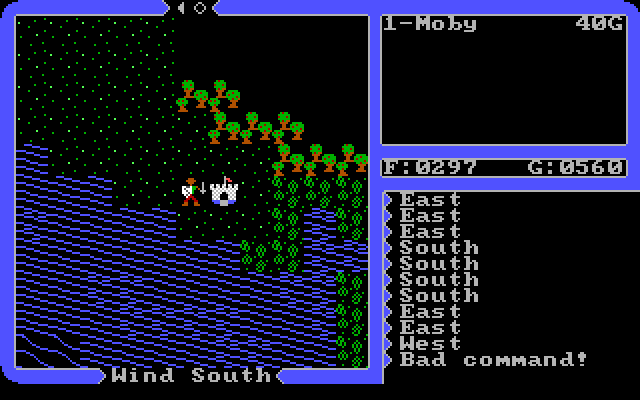 1-Moby 40G
F:0297 G:0560
East
East
East
South
South
South
South
East
East
West
Bad command!
Wind South